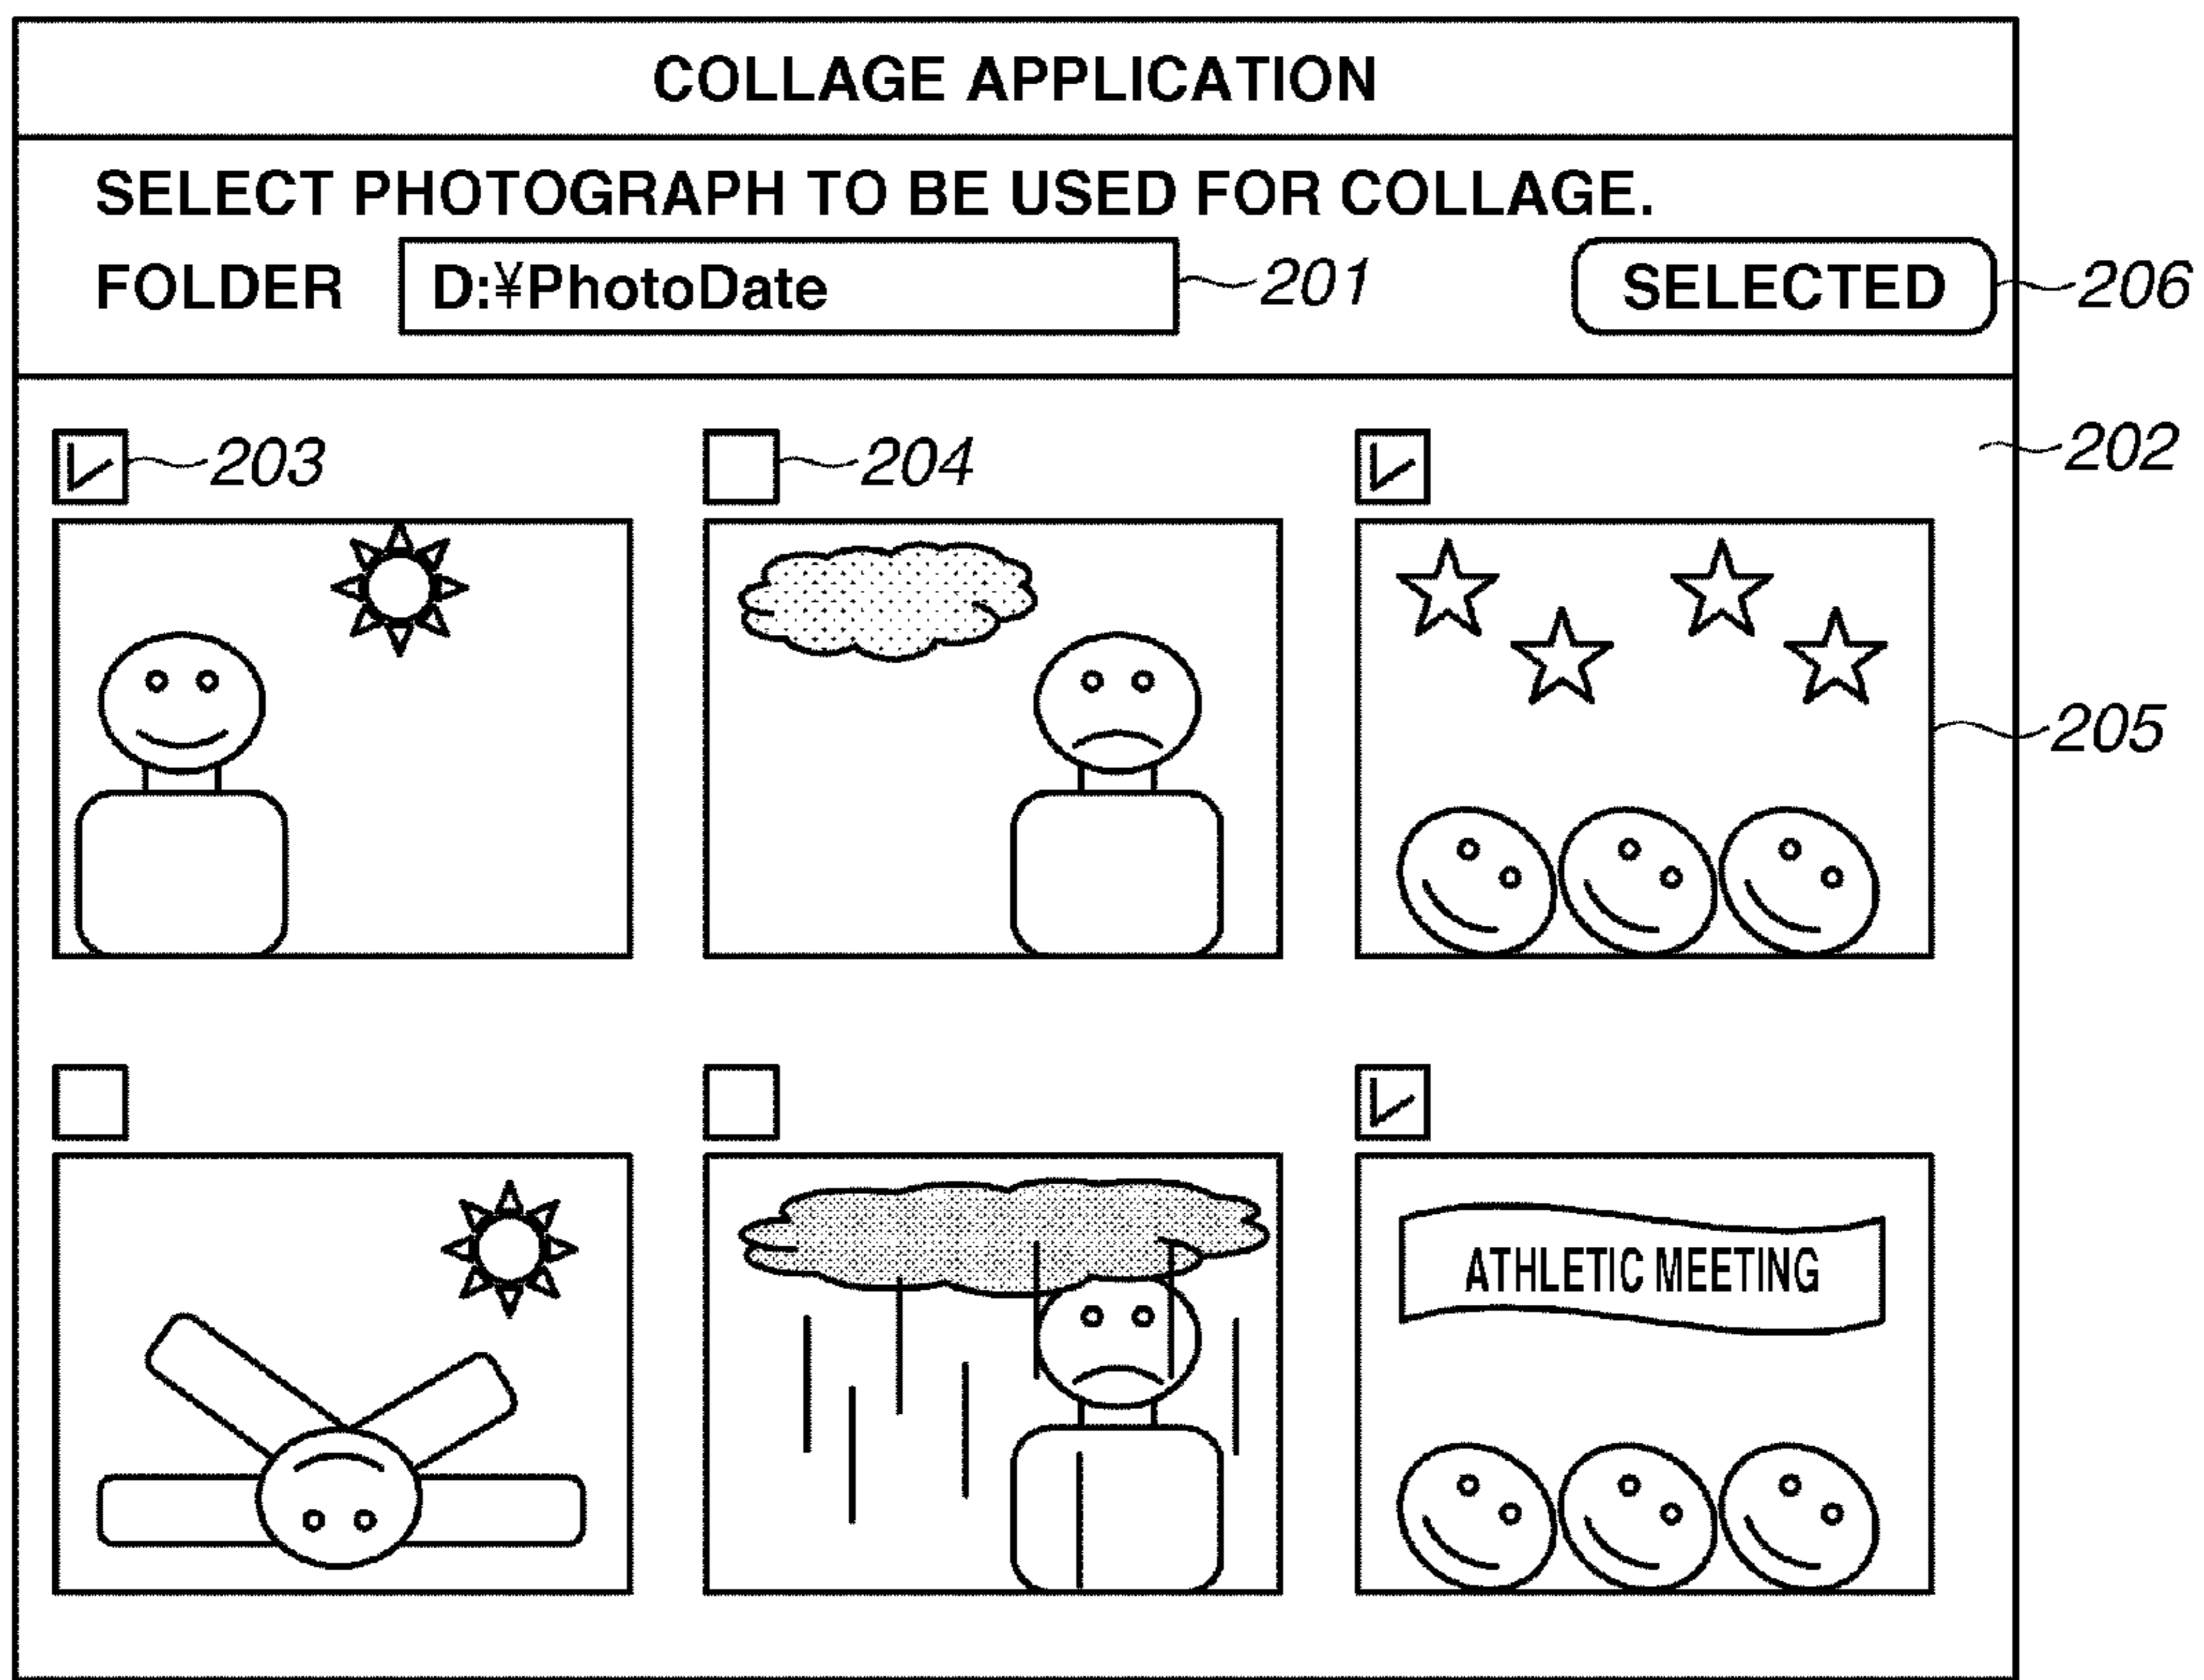 COLLAGE APPLICATION
SELECT PHOTOGRAPH TO BE USED FOR COLLAGE.
FOLDER D:¥PhotoDate 201 SELECTED 206
203 204 202
205
ATHLETIC MEETING